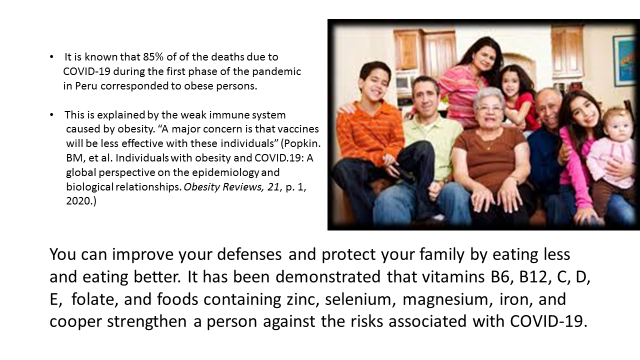 • It is known that 85% of of the deaths due to
COVID-19 during the first phase of the pandemic
in Peru corresponded to obese persons.
• This is explained by the weak immune system
caused by obesity. “A major concern is that vaccines
will be less effective with these individuals” (Popkin.
BM, et al. Individuals with obesity and COVID.19: A
global perspective on the epidemiology and
biological relationships. Obesity Reviews, 21, p. 1,
2020.)
You can improve your defenses and protect your family by eating less
and eating better. It has been demonstrated that vitamins B6, B12, C, D,
E, folate, and foods containing zinc, selenium, magnesium, iron, and
cooper strengthen a person against the risks associated with COVID-19.